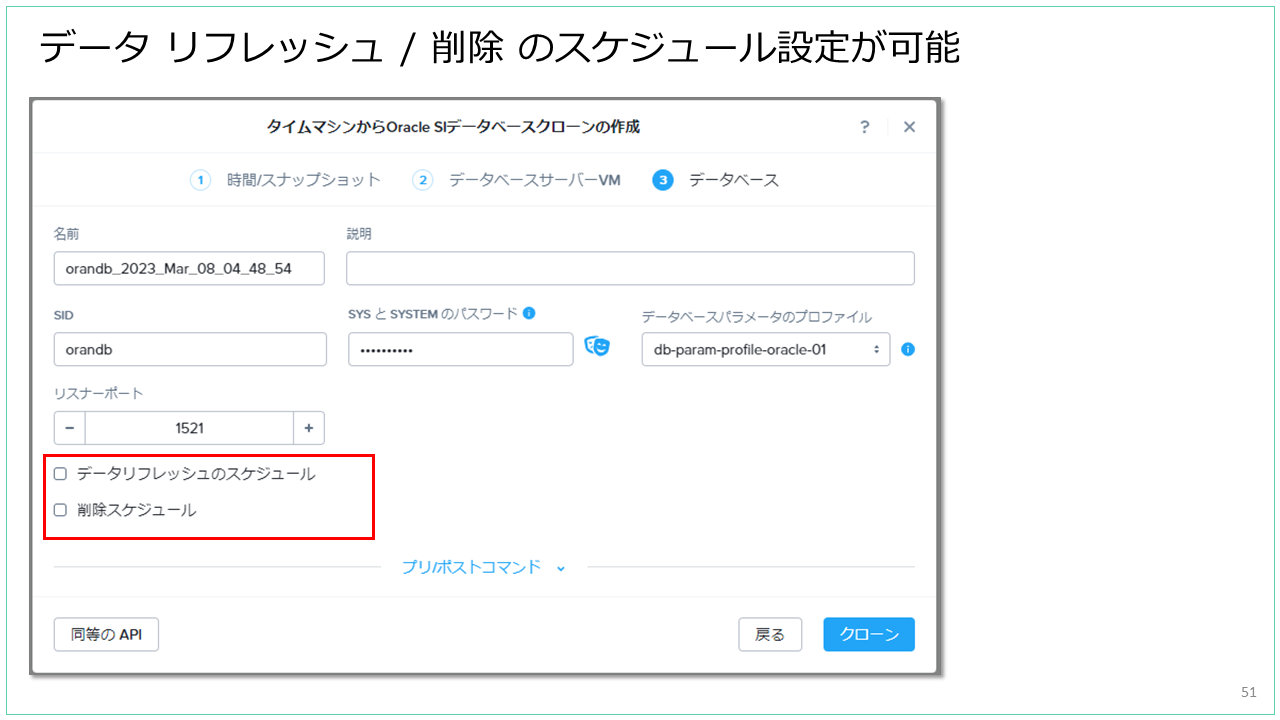 データ リフレッシュ / 削除 のスケジュール設定が可能
タイムマシンからOracle SIデータベースクローンの作成
?
×
1 時間/スナップショット 2 データベースサーバーVM 3 データベース
名前 説明
orandb_2023_Mar_08_04_48_54
SID SYS と SYSTEM のパスワード i データベースパラメータのプロファイル
orandb •••••••••• db-param-profile-oracle-01 i
リスナーポート
− 1521 +
データリフレッシュのスケジュール
削除スケジュール
プリ/ポストコマンド
同等の API 戻る クローン
51